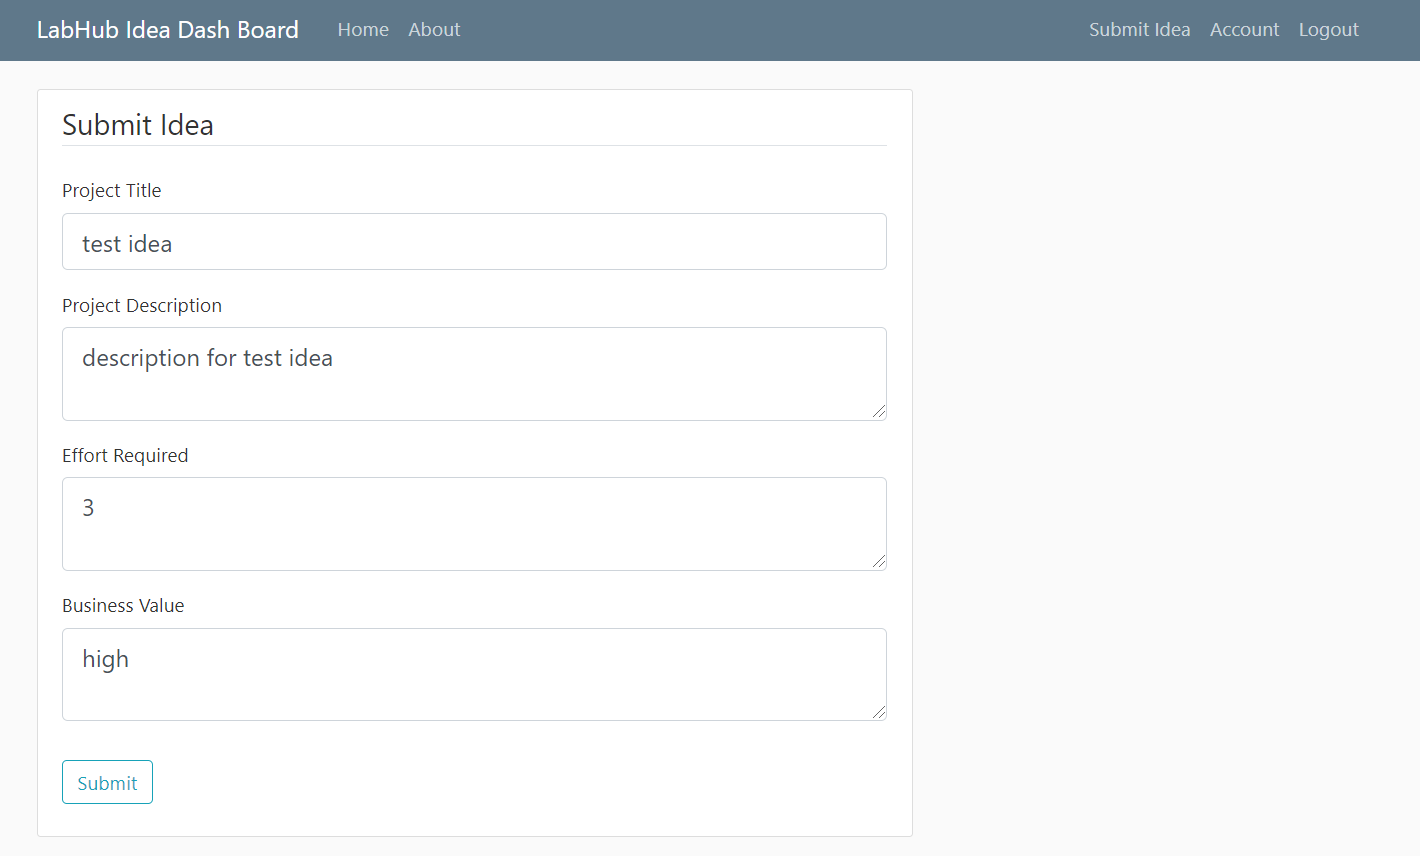 LabHub Idea Dash Board Home About Submit Idea Account Logout
Submit Idea
Project Title
test idea
Project Description
description for test idea
Effort Required
3
Business Value
high
Submit